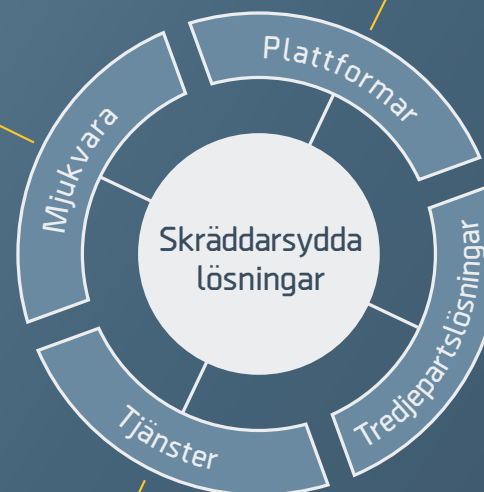 Plattformar
Mjukvara
Skräddarsydda
lösningar
Tredjepartslösningar
Tjänster